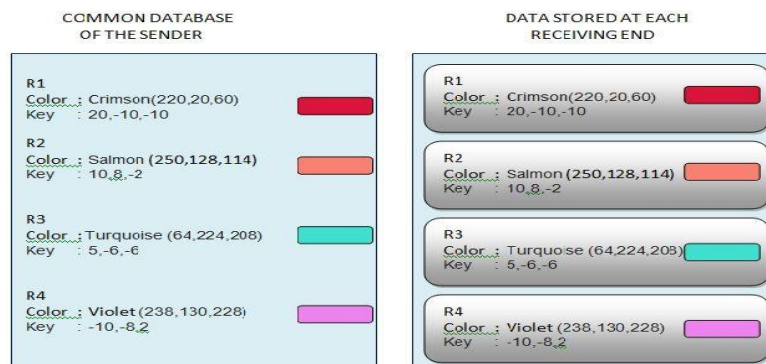 COMMON DATABASE
OF THE SENDER
R1
Color : Crimson(220,20,60)
Key : 20,-10,-10
R2
Color : Salmon (250,128,114)
Key : 10,8,-2
R3
Color : Turquoise (64,224,208)
Key : 5,-6,-6
R4
Color : Violet (238,130,228)
Key : -10,-8,2
DATA STORED AT EACH
RECEIVING END
R1
Color : Crimson(220,20,60)
Key : 20,-10,-10
R2
Color : Salmon (250,128,114)
Key : 10,8,-2
R3
Color : Turquoise (64,224,208)
Key : 5,-6,-6
R4
Color : Violet (238,130,228)
Key : -10,-8,2